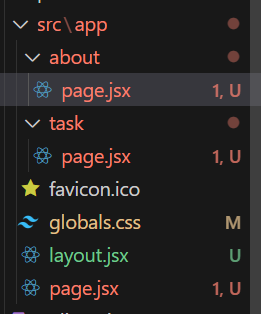 src\app
about
page.jsx 1, U
task
page.jsx 1, U
favicon.ico
globals.css M
layout.jsx U
page.jsx 1, U